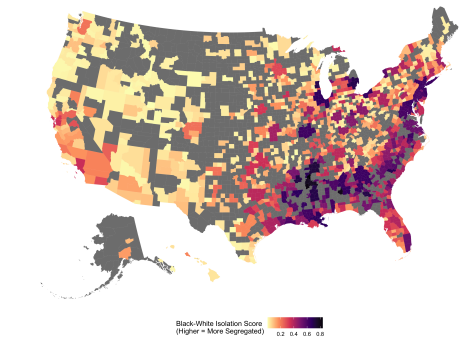 Black-White Isolation Score
(Higher = More Segregated)
0.2 0.4 0.6 0.8